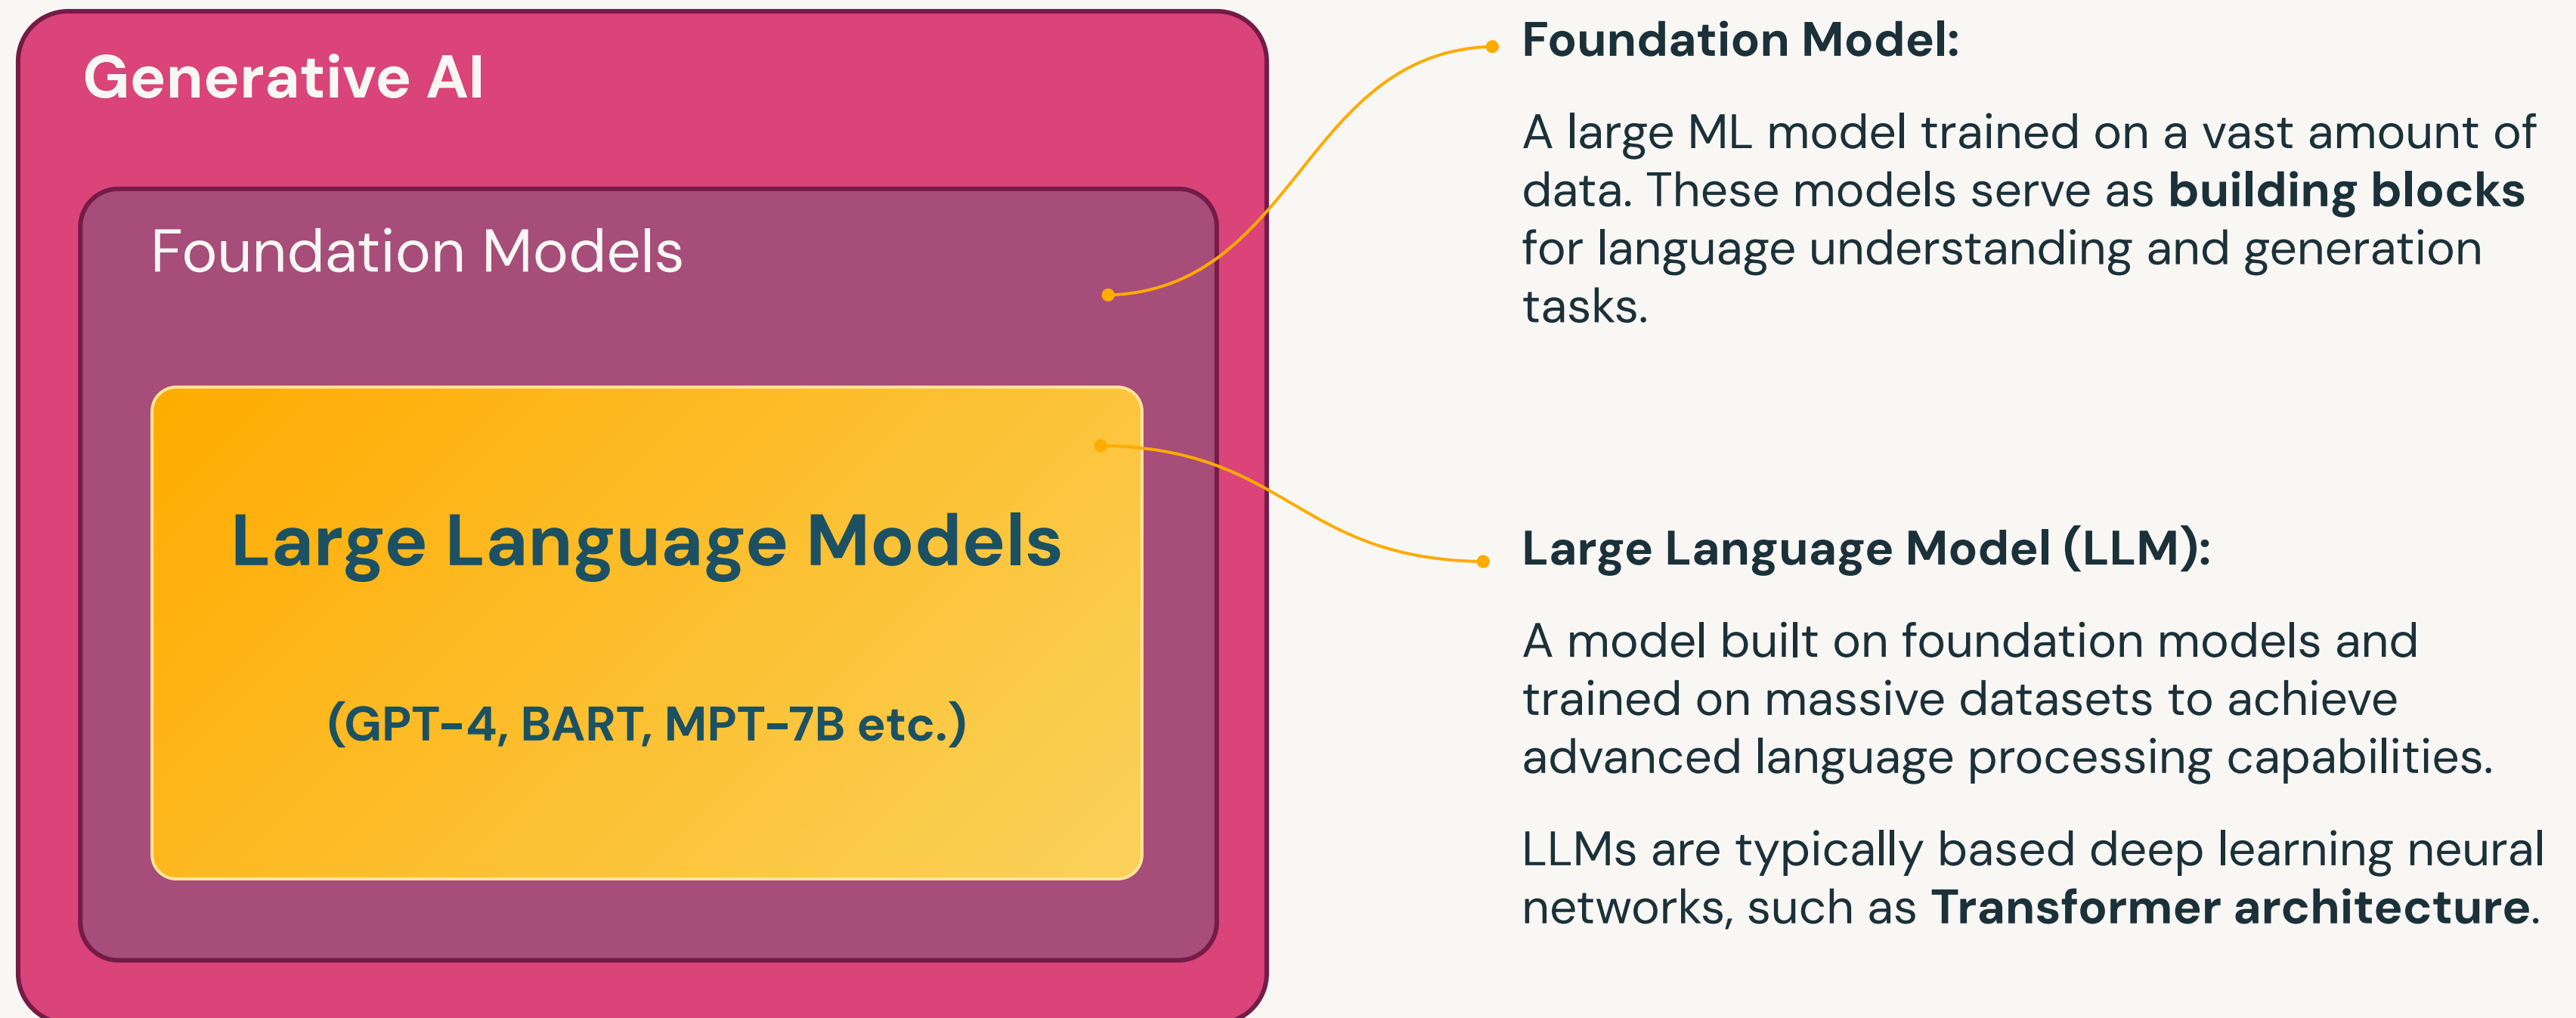 Generative AI
Foundation Models
Large Language Models
(GPT-4, BART, MPT-7B etc.)
Foundation Model:
A large ML model trained on a vast amount of
data. These models serve as building blocks
for language understanding and generation
tasks.
Large Language Model (LLM):
A model built on foundation models and
trained on massive datasets to achieve
advanced language processing capabilities.
LLMs are typically based deep learning neural
networks, such as Transformer architecture.